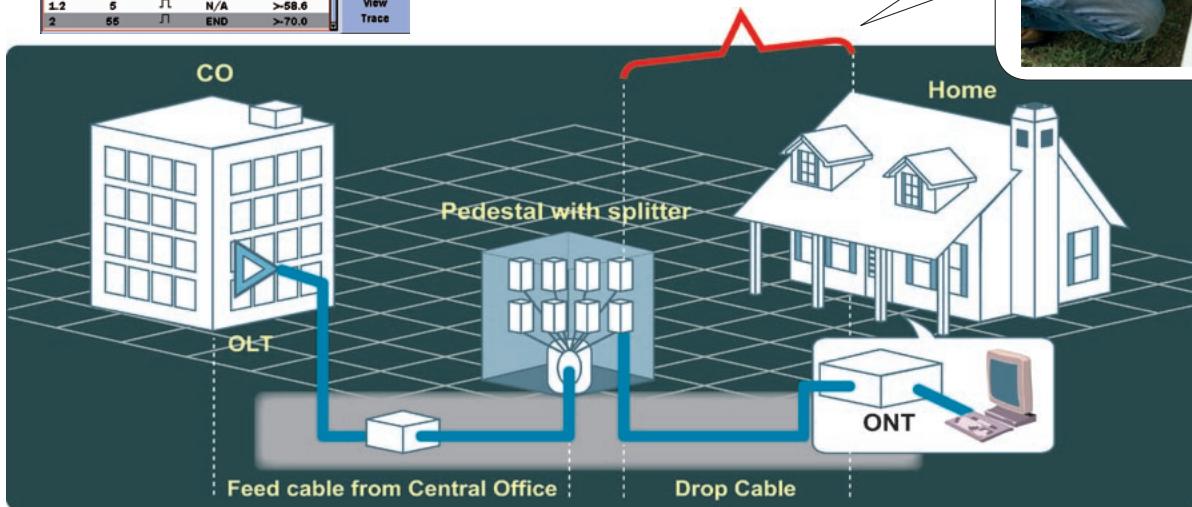 1.2 5 N/A >-58.6 View
2 55 END >-70.0 Trace
CO
Home
Pedestal with splitter
OLT
ONT
Feed cable from Central Office
Drop Cable